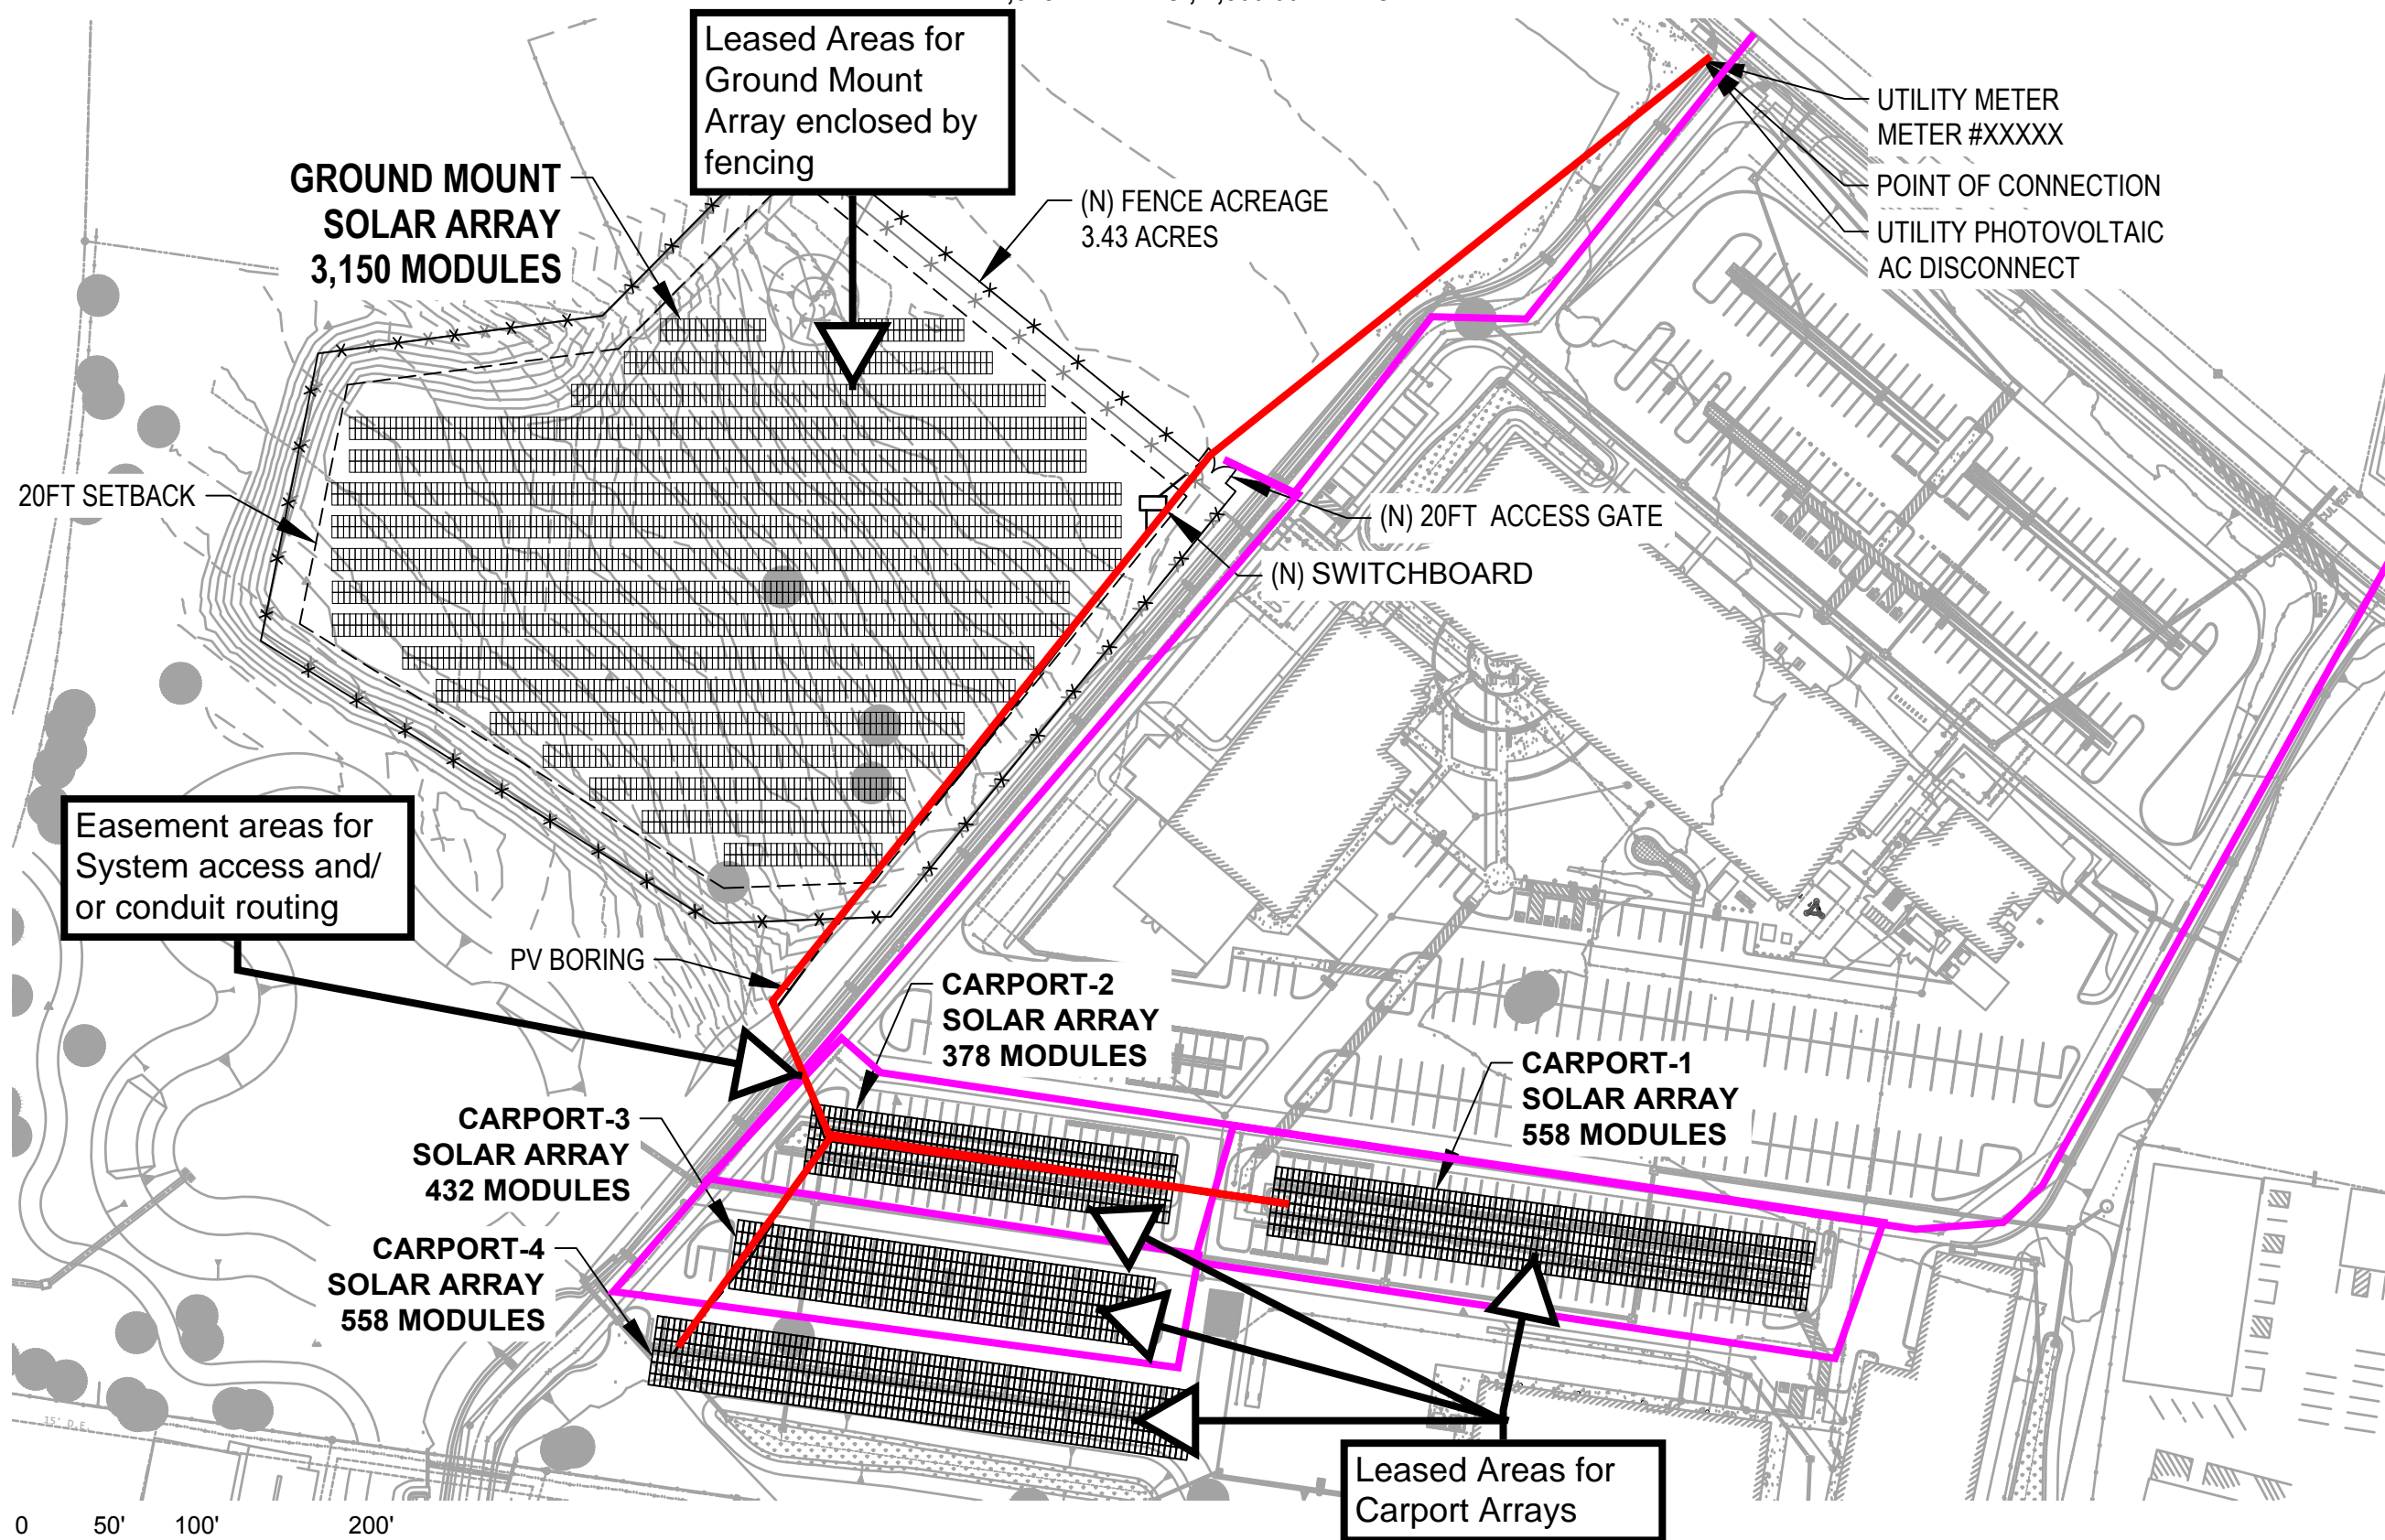 Leased Areas for
Ground Mount
Array enclosed by
fencing
UTILITY METER
METER #XXXXX
POINT OF CONNECTION
UTILITY PHOTOVOLTAIC
AC DISCONNECT
GROUND MOUNT
SOLAR ARRAY
3,150 MODULES
(N) FENCE ACREAGE
3.43 ACRES
20FT SETBACK
(N) 20FT ACCESS GATE
(N) SWITCHBOARD
Easement areas for
System access and/
or conduit routing
PV BORING
CARPORT-2
SOLAR ARRAY
378 MODULES
CARPORT-1
SOLAR ARRAY
558 MODULES
CARPORT-3
SOLAR ARRAY
432 MODULES
CARPORT-4
SOLAR ARRAY
558 MODULES
15' D.E.
Leased Areas for
Carport Arrays
0 50' 100' 200'